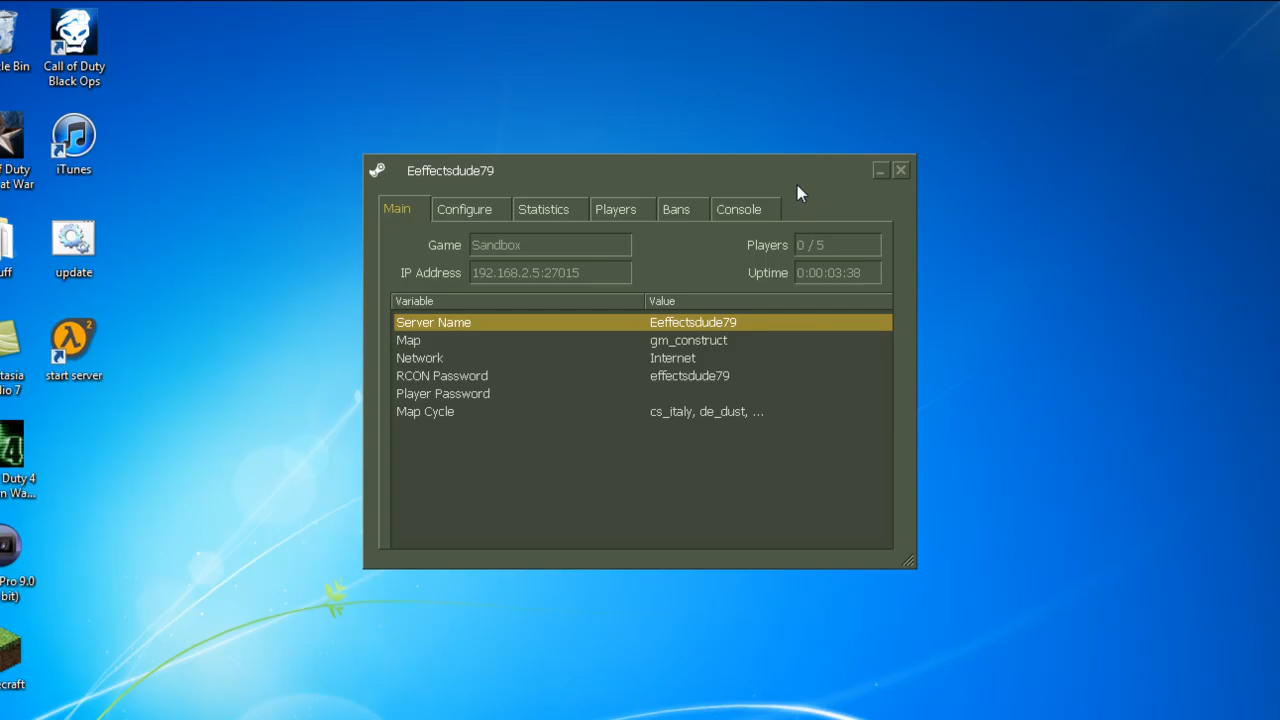 le Bin
Call of Duty
Black Ops
f Duty
at War
iTunes
uff
update
tasia
io 7
start server
Duty 4
n Wa...
Pro 9.0
bit)
ecraft
Eeffectsdude79
Main
Configure
Statistics
Players
Bans
Console
Game
Sandbox
Players
0 / 5
IP Address
192.168.2.5:27015
Uptime
0:00:03:38
Variable
Value
Server Name
Eeffectsdude79
Map
gm_construct
Network
Internet
RCON Password
effectsdude79
Player Password
Map Cycle
cs_italy, de_dust, ...